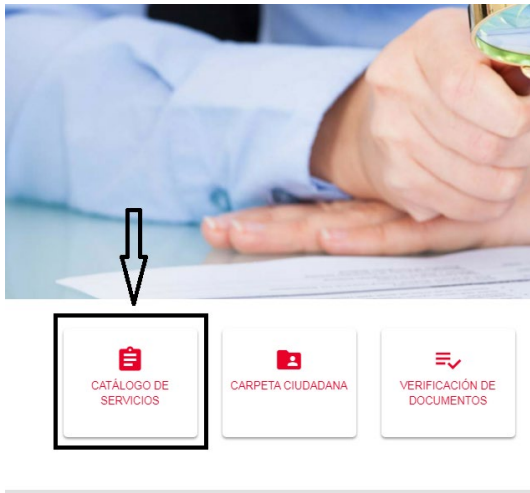 CATÁLOGO DE
SERVICIOS
CARPETA CIUDADANA
VERIFICACIÓN DE
DOCUMENTOS